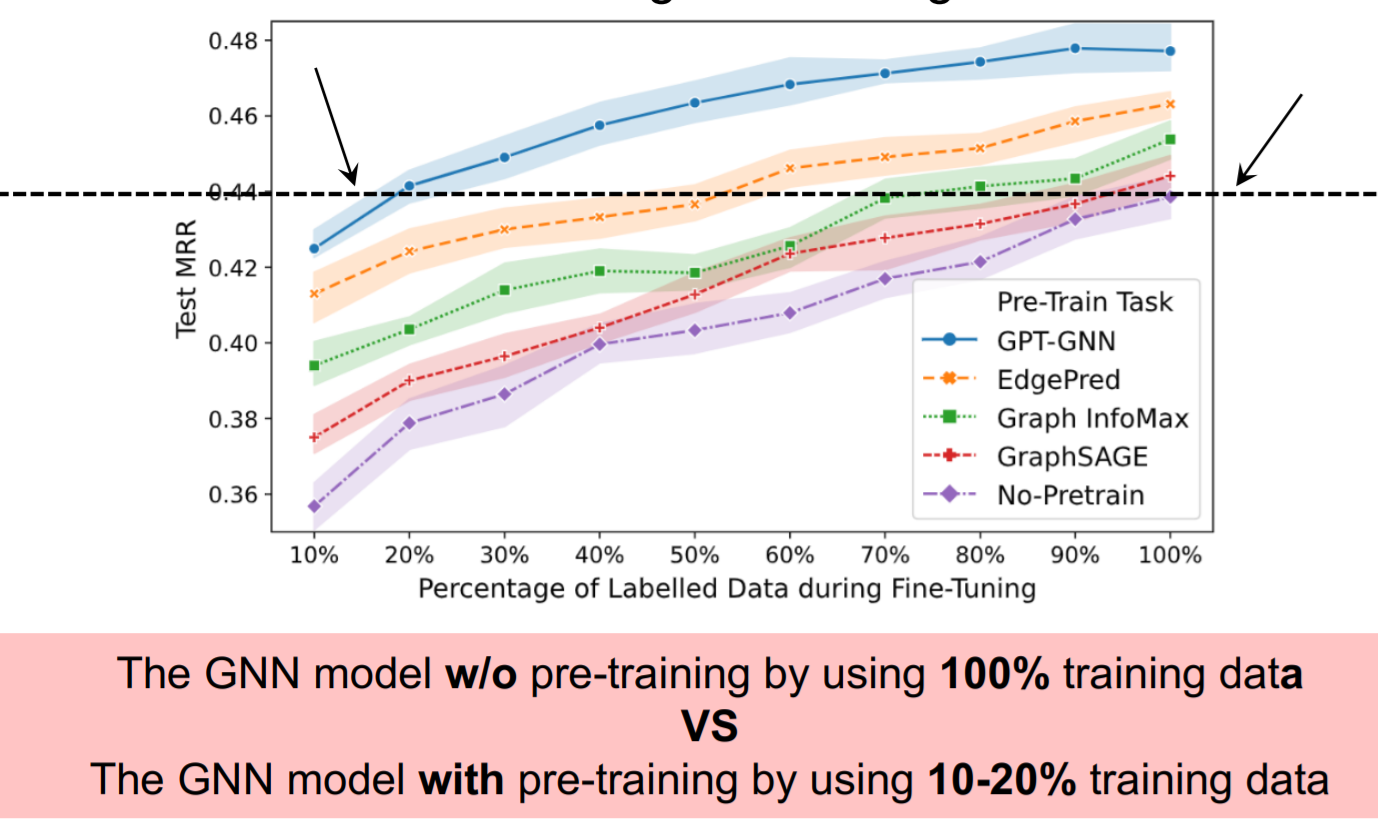 0.48
0.46
0.44
0.42
0.40
0.38
0.36
Test MRR
Pre-Train Task
GPT-GNN
EdgePred
Graph InfoMax
GraphSAGE
No-Pretrain
10% 20% 30% 40% 50% 60% 70% 80% 90% 100%
Percentage of Labelled Data during Fine-Tuning
The GNN model w/o pre-training by using 100% training data
VS
The GNN model with pre-training by using 10-20% training data